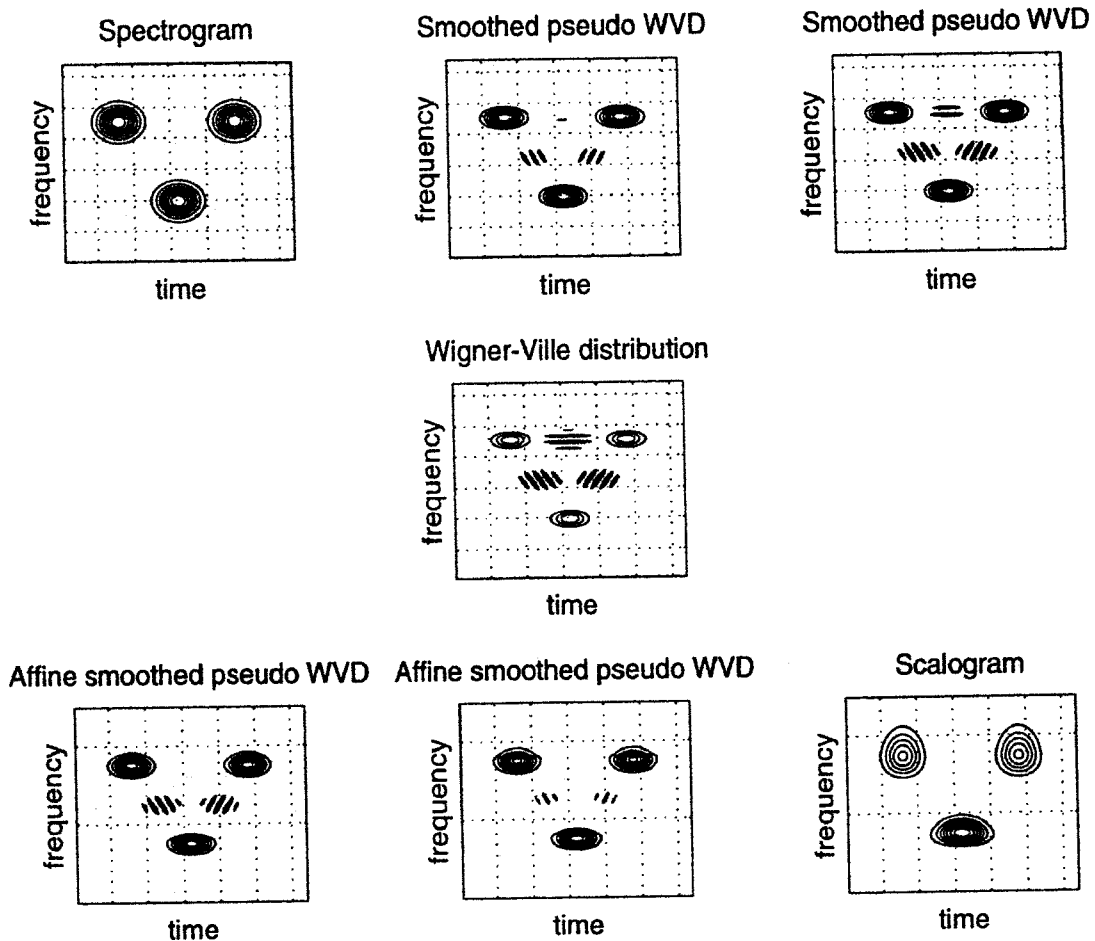 Spectrogram
frequency
time
Smoothed pseudo WVD
frequency
time
Smoothed pseudo WVD
frequency
time
Wigner-Ville distribution
frequency
time
Affine smoothed pseudo WVD
frequency
time
Affine smoothed pseudo WVD
frequency
time
Scalogram
frequency
time